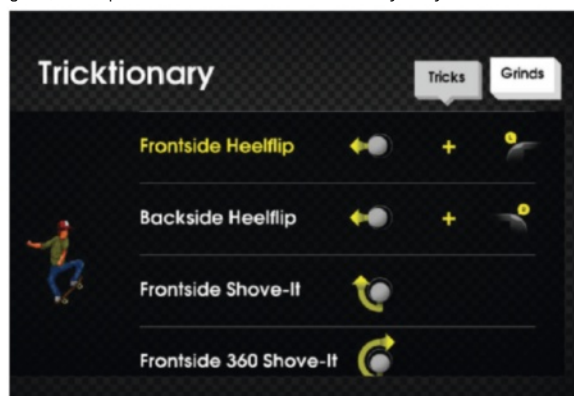 Tricktionary
Tricks
Grinds
Frontside Heelflip +
Backside Heelflip +
Frontside Shove-It
Frontside 360 Shove-It